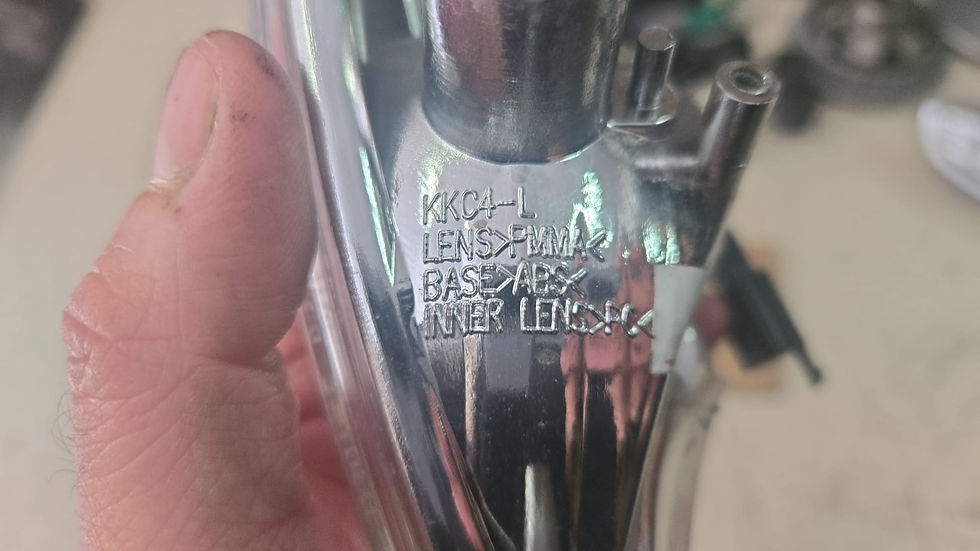 KKC4-L
LENS>PMMA<
BASE>ABS<
INNER LENS>PC<